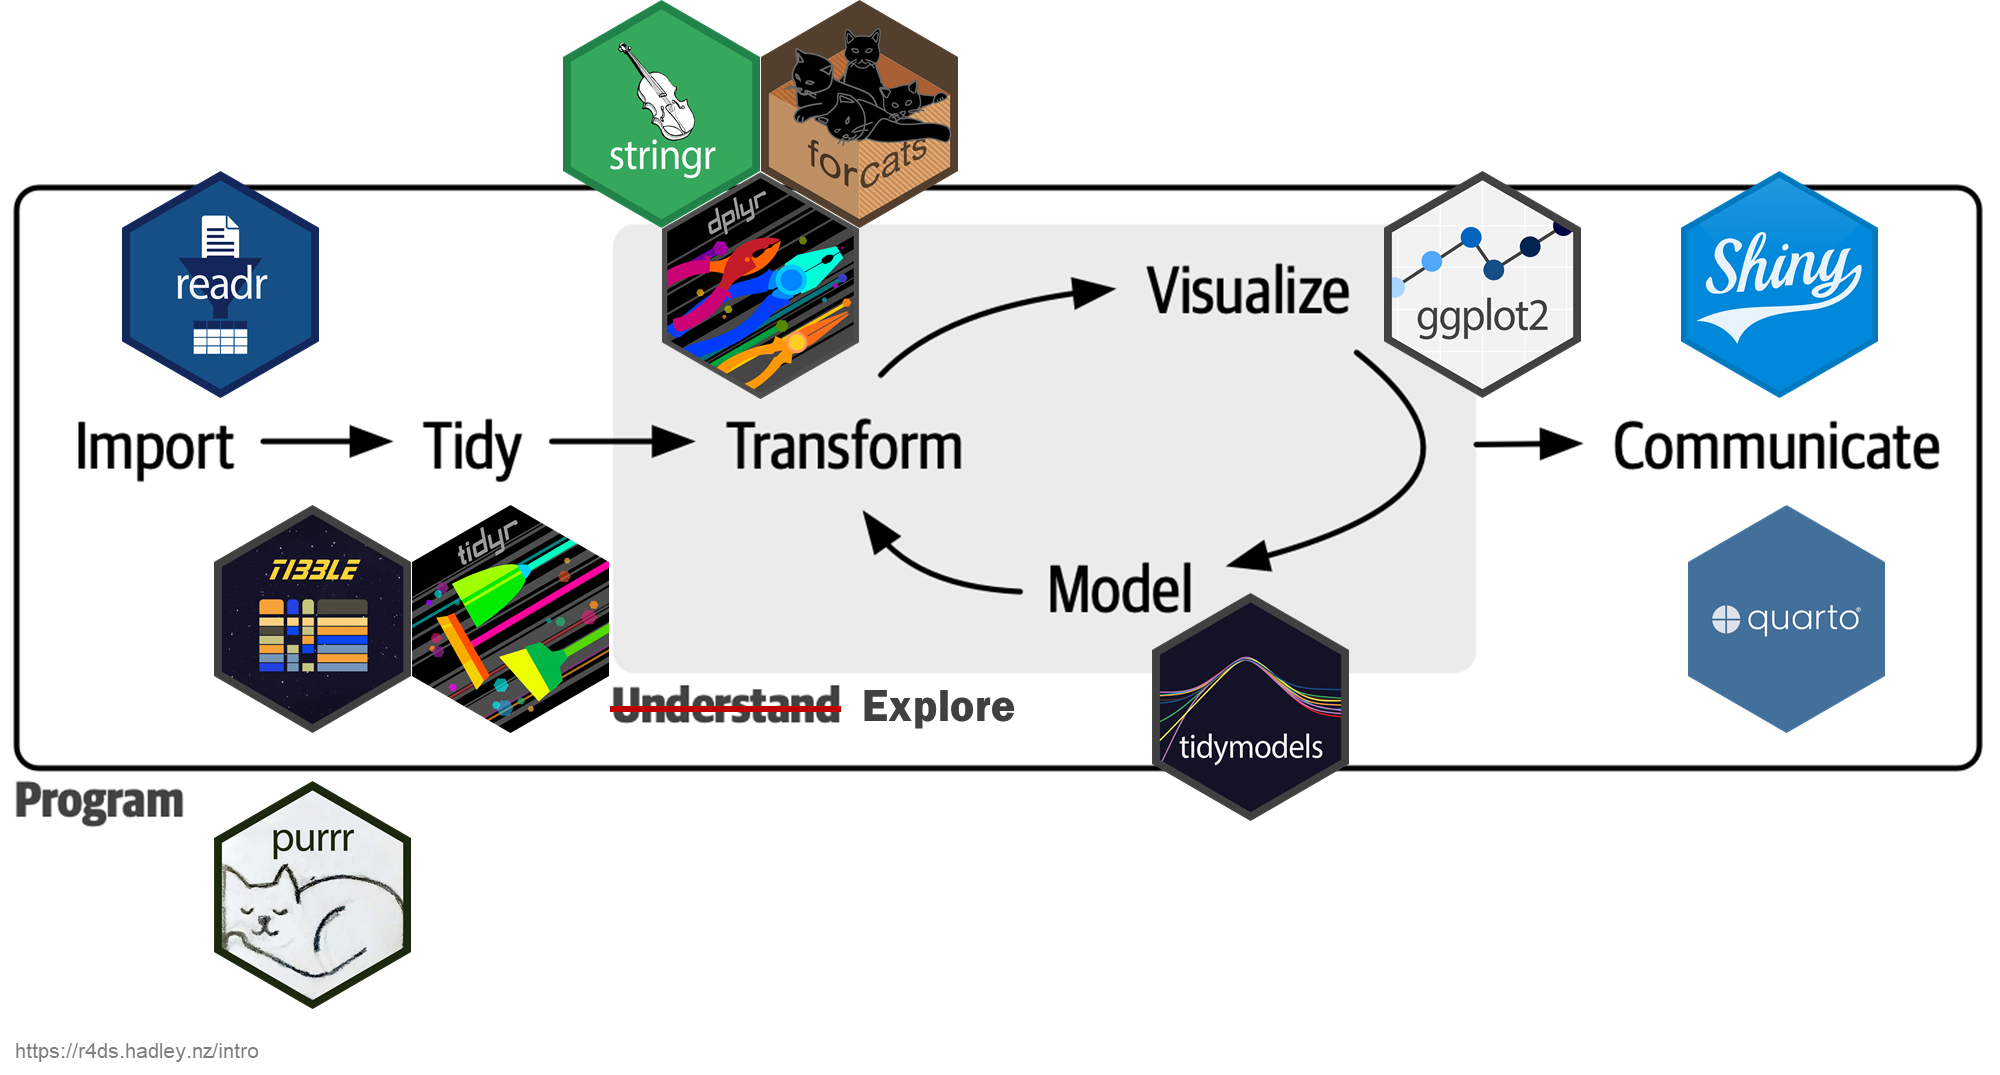 stringr
forcats
dplyr
readr
Visualize
ggplot2
Shiny
Import
Tidy
Transform
Communicate
TIBBLE
tidyr
Model
quarto
Understand Explore
tidymodels
Program
purrr
https://r4ds.hadley.nz/intro